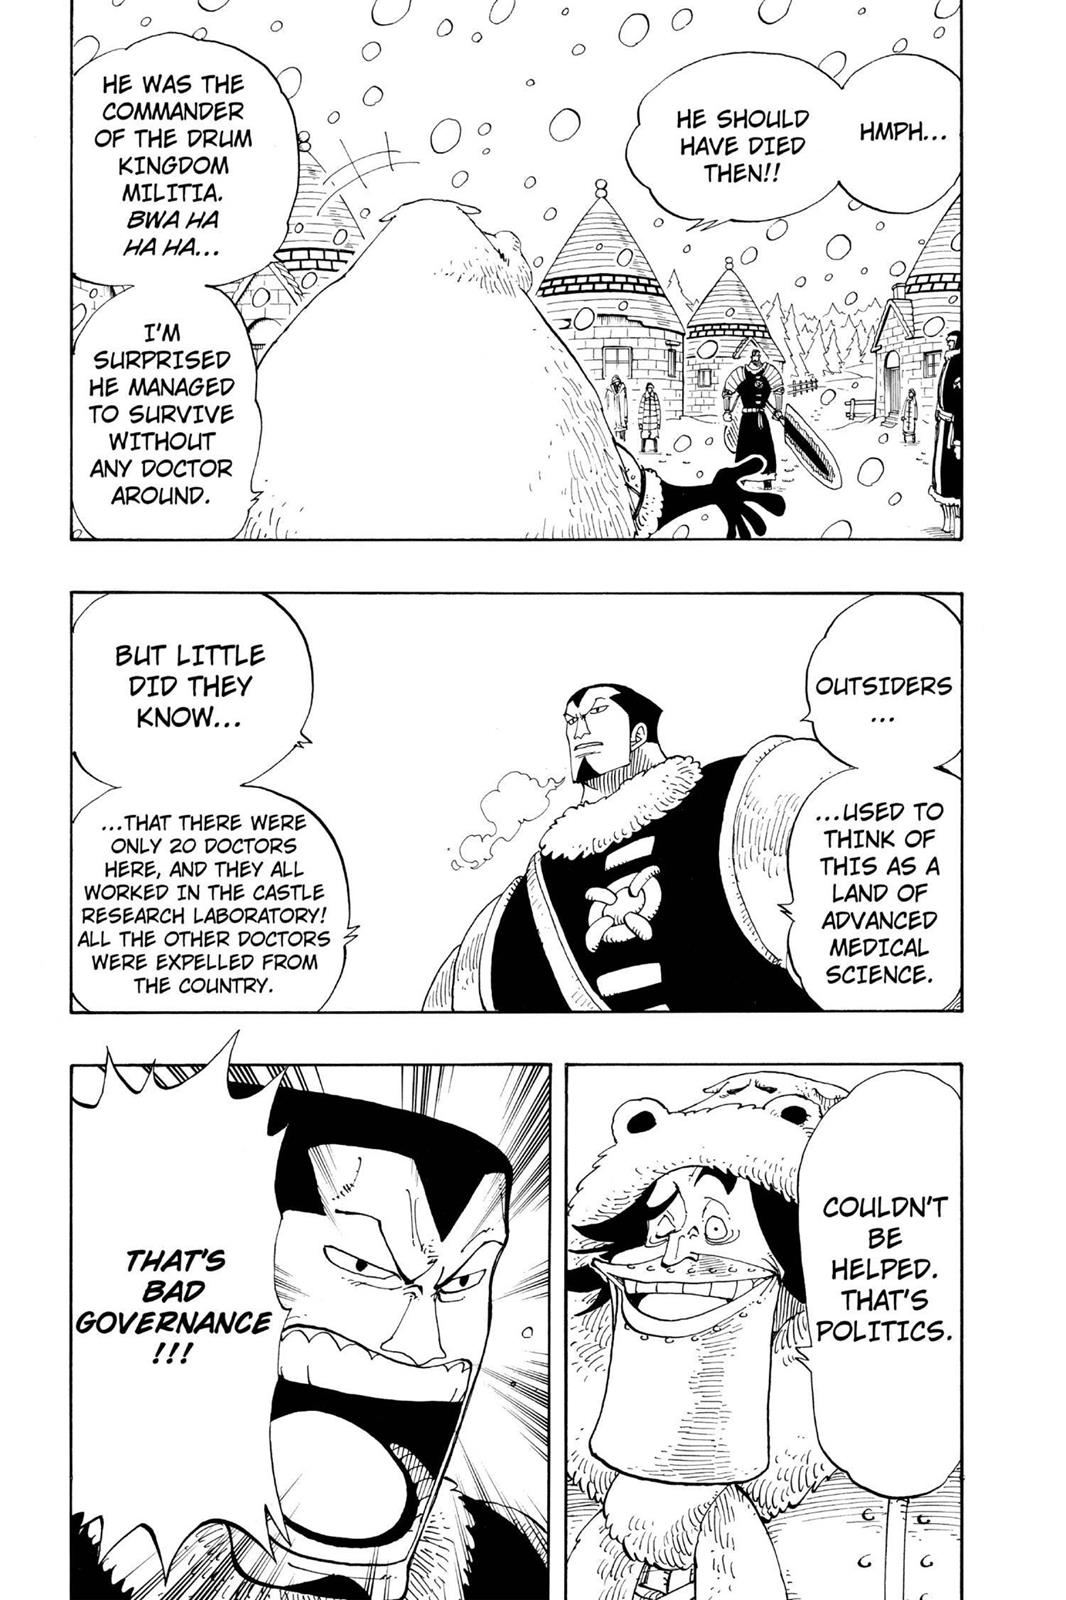 HMPH...
HE SHOULD
HAVE DIED
THEN!!
HE WAS THE
COMMANDER
OF THE DRUM
KINGDOM
MILITIA.
BWA HA
HA HA...
I'M
SURPRISED
HE MANAGED
TO SURVIVE
WITHOUT
ANY DOCTOR
AROUND.
OUTSIDERS
...
...USED TO
THINK OF
THIS AS A
LAND OF
ADVANCED
MEDICAL
SCIENCE.
BUT LITTLE
DID THEY
KNOW...
...THAT THERE WERE
ONLY 20 DOCTORS
HERE, AND THEY ALL
WORKED IN THE CASTLE
RESEARCH LABORATORY!
ALL THE OTHER DOCTORS
WERE EXPELLED FROM
THE COUNTRY.
COULDN'T
BE
HELPED.
THAT'S
POLITICS.
THAT'S
BAD
GOVERNANCE
!!!